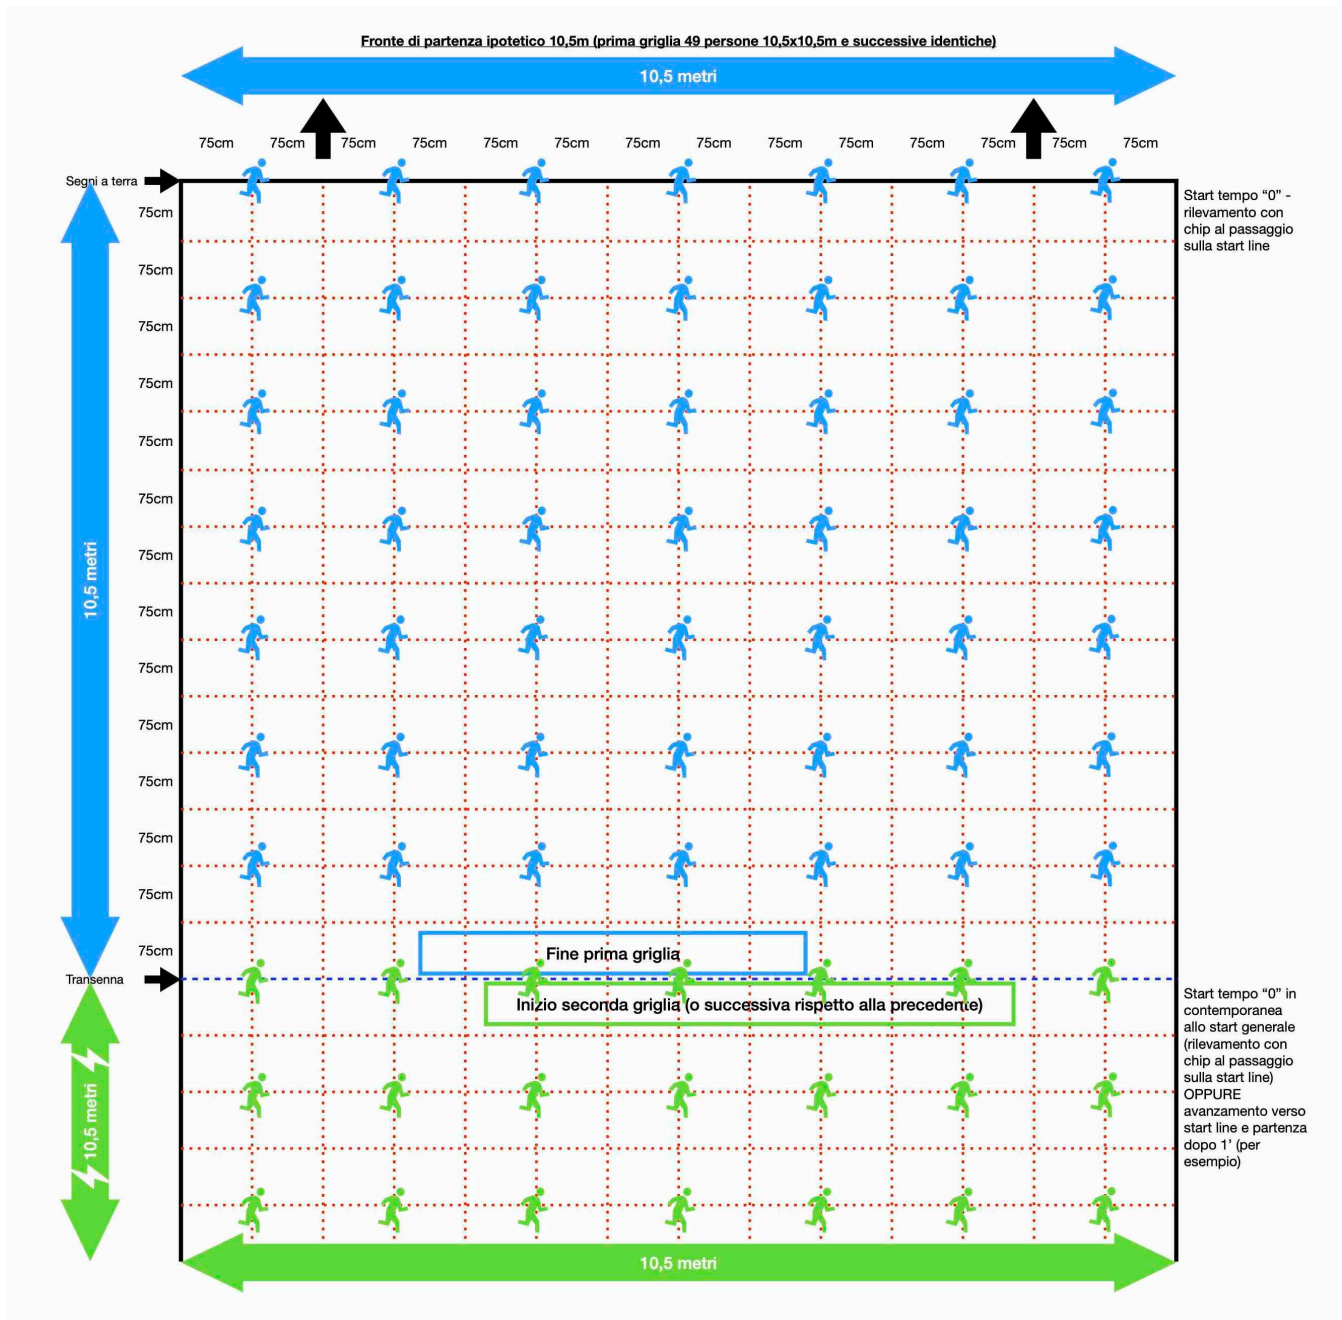 Fronte di partenza ipotetico 10,5m (prima griglia 49 persone 10,5x10,5m e successive identiche)
10,5 metri
75cm 75cm 75cm 75cm 75cm 75cm 75cm 75cm 75cm 75cm 75cm 75cm 75cm 75cm
Segni a terra
Start tempo “0” -
rilevamento con
chip al passaggio
sulla start line
75cm
75cm
75cm
75cm
75cm
75cm
75cm
75cm
75cm
75cm
75cm
75cm
75cm
75cm
10,5 metri
Fine prima griglia
Transenna
Inizio seconda griglia (o successiva rispetto alla precedente)
Start tempo “0” in
contemporanea
allo start generale
(rilevamento con
chip al passaggio
sulla start line)
OPPURE
avanzamento verso
start line e partenza
dopo 1’ (per
esempio)
10,5 metri
10,5 metri